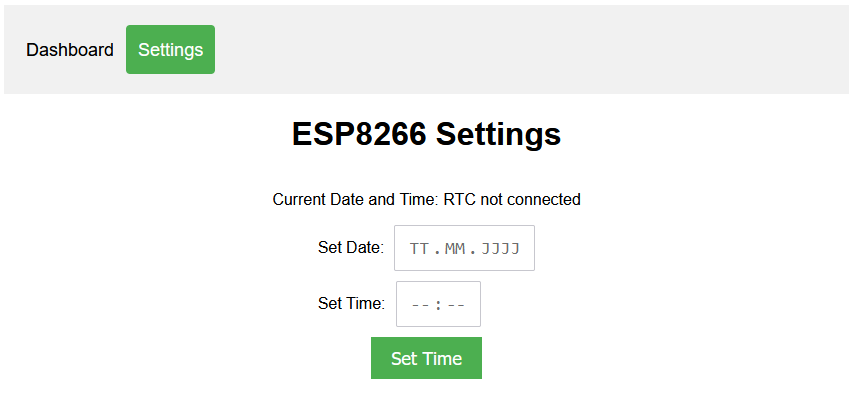 Dashboard Settings
ESP8266 Settings
Current Date and Time: RTC not connected
Set Date: TT.MM.JJJJ
Set Time: --:--
Set Time